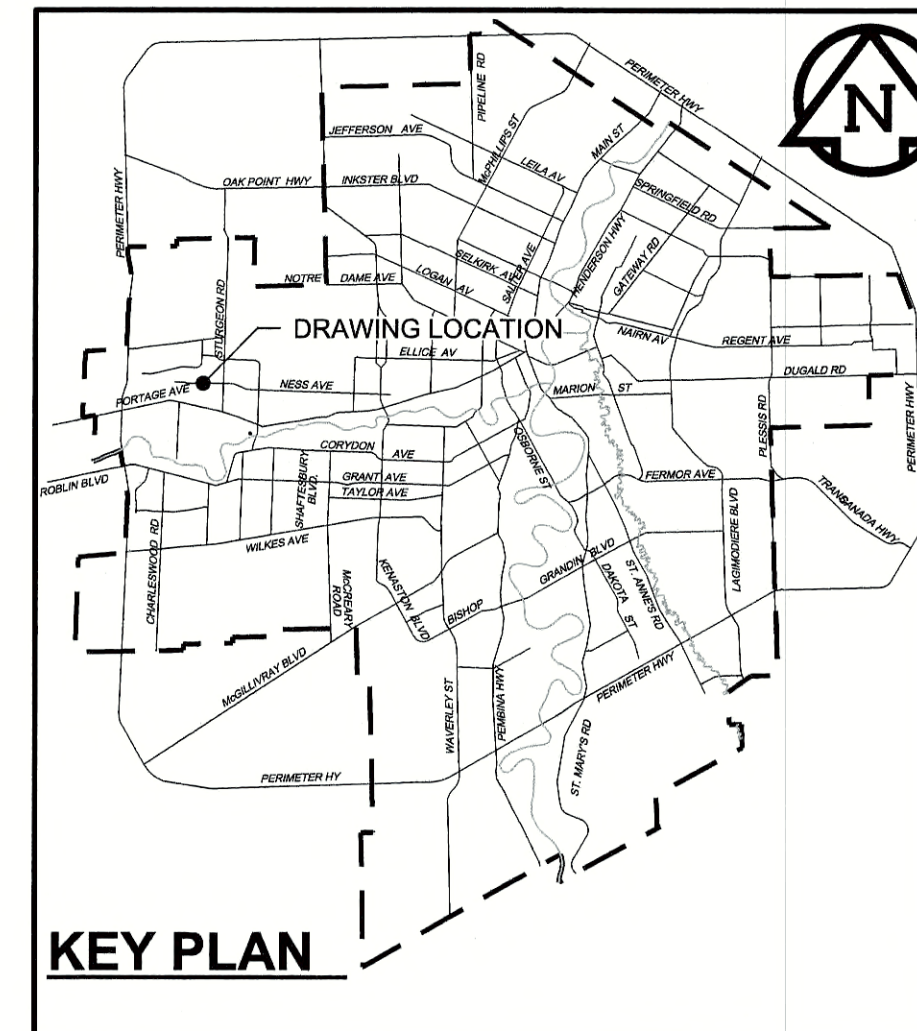 N
PERIMETER HWY
PIPELINE RD
McPHILLIPS ST
MAIN ST
JEFFERSON AVE
LEILA AV
OAK POINT HWY
INKSTER BLVD
SPRINGFIELD RD
PERIMETER HWY
HENDERSON HWY
GATEWAY RD
SELKIRK AVE
SALTER AVE
NOTRE DAME AVE
LOGAN AV
STURGEON RD
DRAWING LOCATION
NAIRN AV
REGENT AVE
ELLICE AV
DUGALD RD
NESS AVE
MARION ST
PORTAGE AVE
PLESSIS RD
PERIMETER HWY
OSBORNE ST
CORYDON AVE
GRANT AVE
TAYLOR AVE
SHAFTESBURY
BLVD.
FERMOR AVE
ROBLIN BLVD
TRANSANADA HWY
LAGIMODIERE BLVD
WILKES AVE
CHARLESWOOD RD
McCREARY
ROAD
KENASTON BLVD
BISHOP GRANDIN BLVD
DAKOTA ST
ST. ANNE'S RD
McGILLIVRAY BLVD
WAVERLEY ST
PEMBINA HWY
PERIMETER HWY
ST. MARY'S RD
PERIMETER HY
KEY PLAN